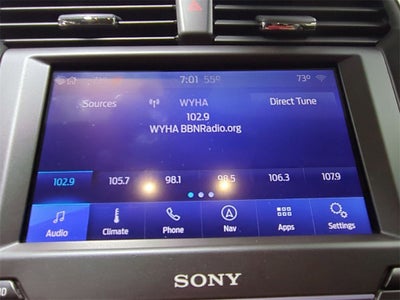 7:01 55° 73°
Sources WYHA Direct Tune
102.9
WYHA BBNRadio.org
102.9 105.7 98.1 98.5 106.3 107.9
Audio Climate Phone Nav Apps Settings
SONY